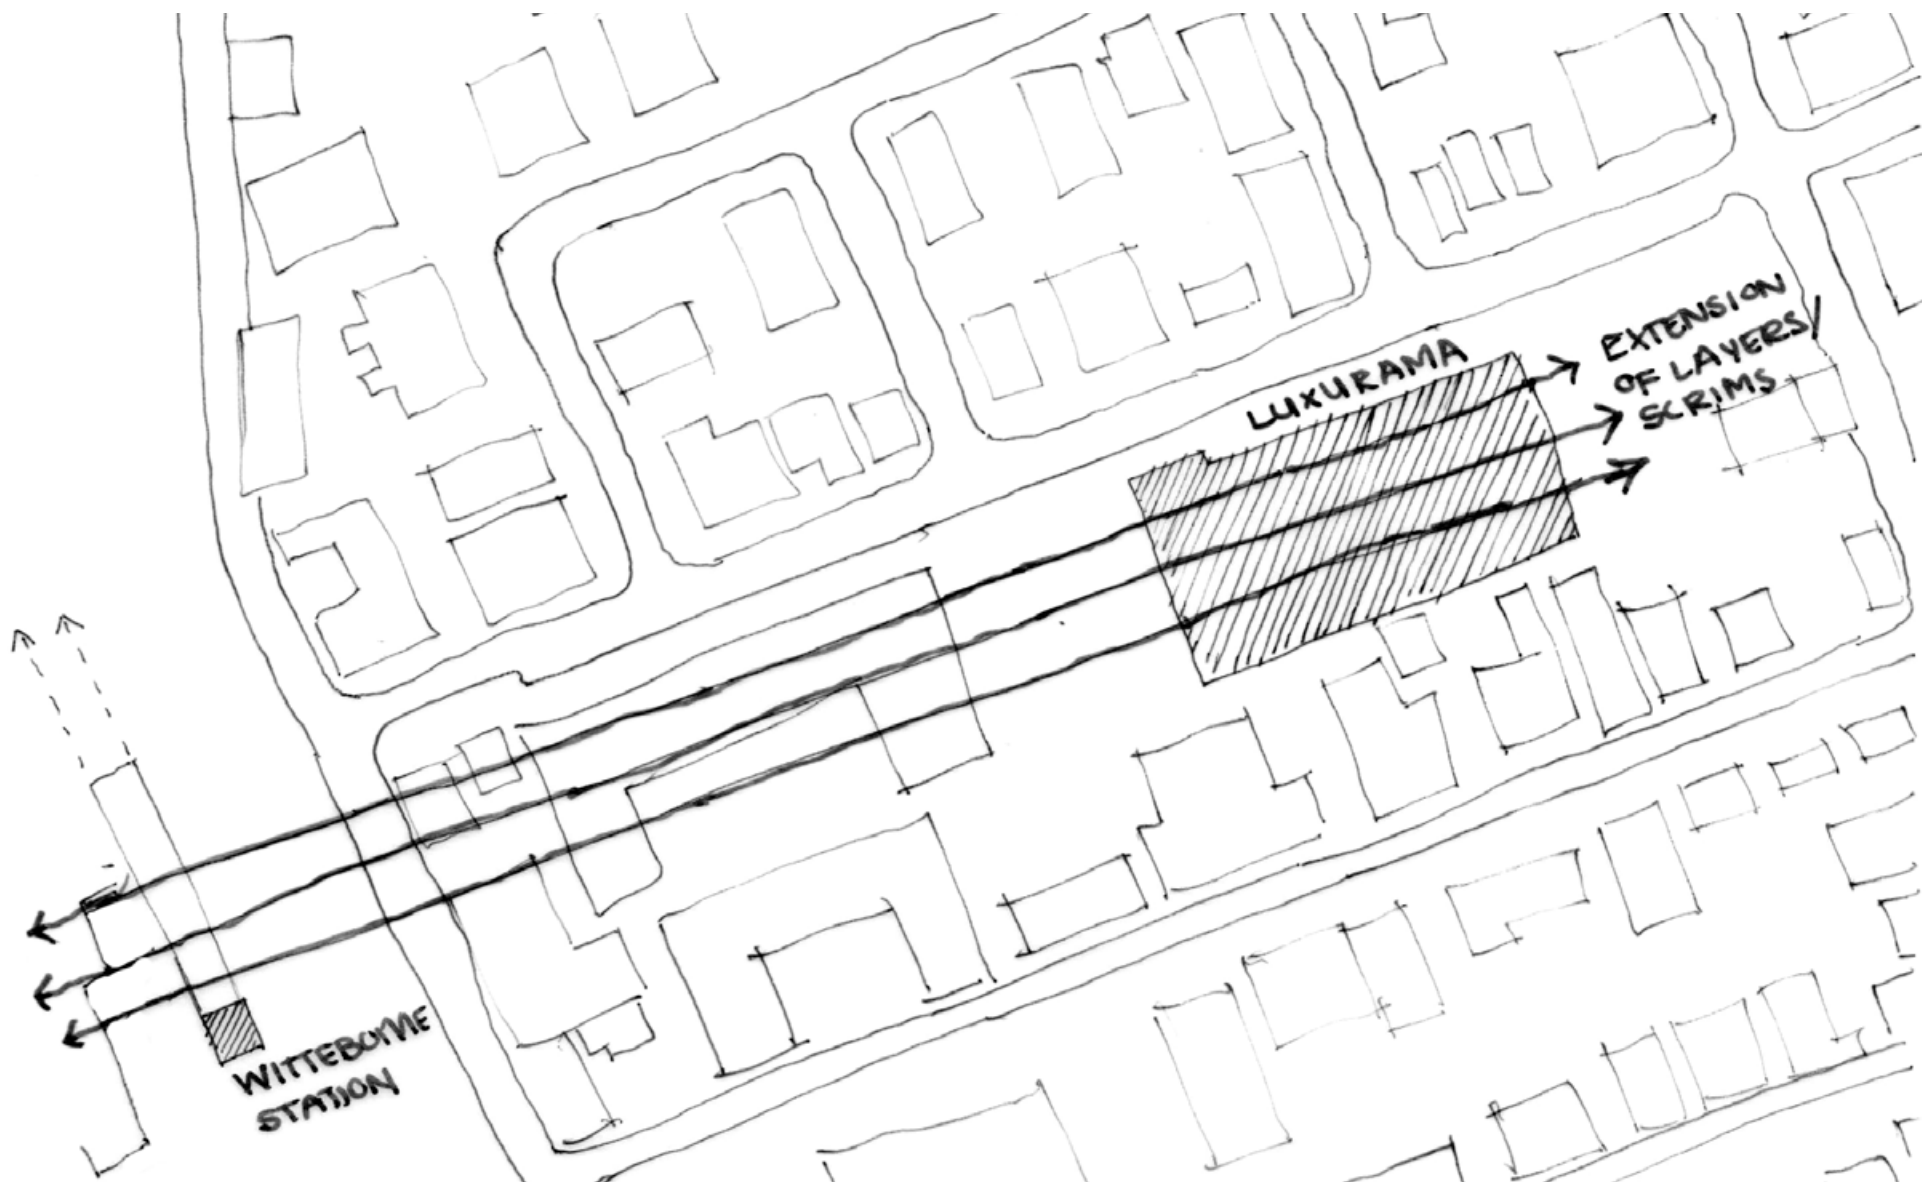 LUXURAMA
EXTENSION
OF LAYERS/
SCRIMS
WITTEBOME
STATION